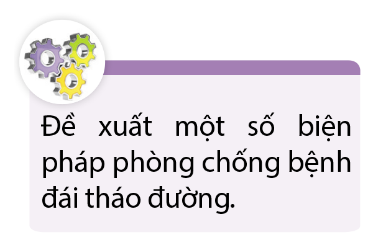 Đề xuất một số biện
pháp phòng chống bệnh
đái tháo đường.